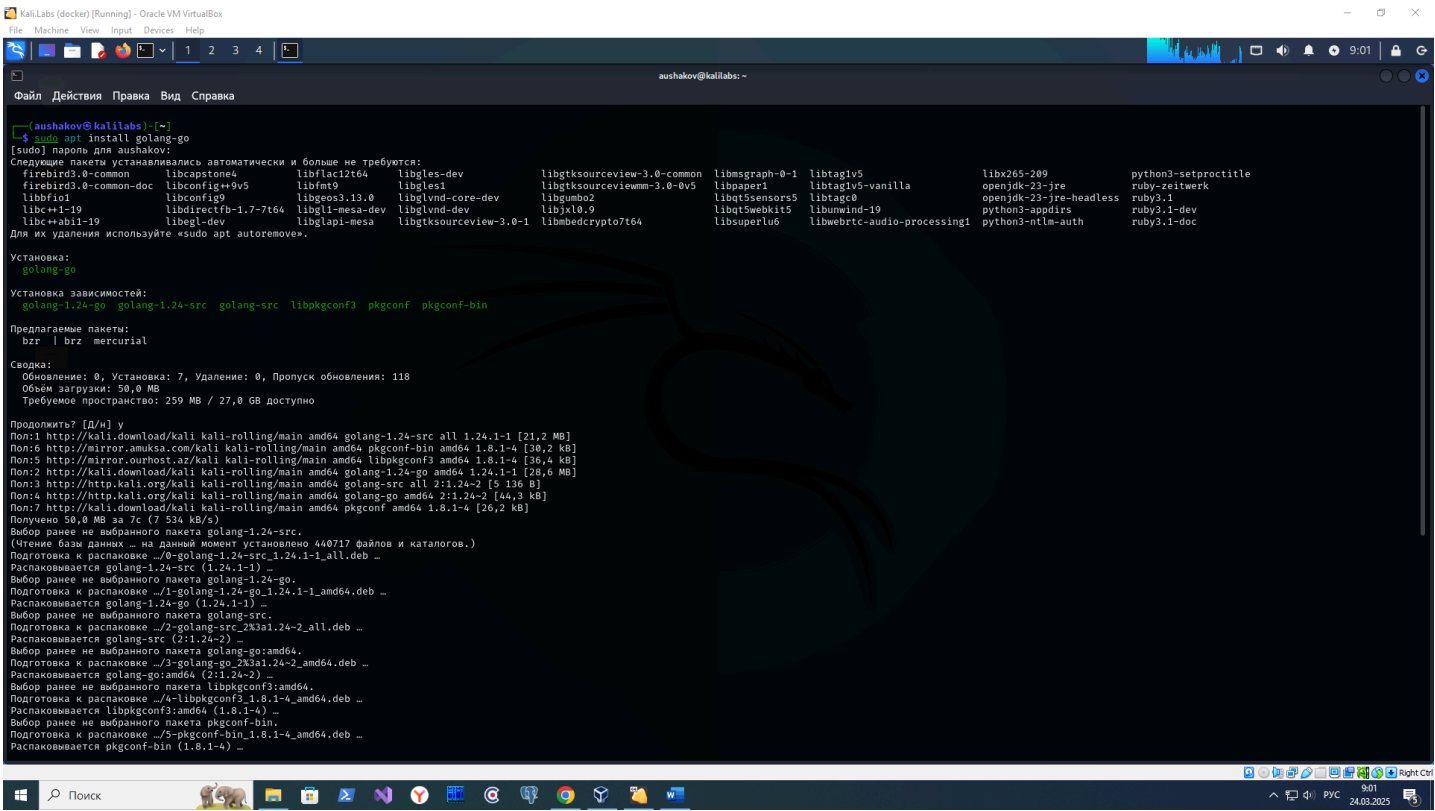 Kali.Labs (docker) [Running] - Oracle VM VirtualBox
File Machine View Input Devices Help
1 2 3 4
9:01
aushakov@kalilabs: ~
Файл Действия Правка Вид Справка
(aushakov㉿kalilabs)-[~]
$ sudo apt install golang-go
[sudo] пароль для aushakov:
Следующие пакеты устанавливались автоматически и больше не требуются:
firebird3.0-common libcapstone4 libflac12t64 libgles-dev libgtksourceview-3.0-common libmsgraph-0-1 libtag1v5 libx265-209 python3-setproctitle
firebird3.0-common-doc libconfig++9v5 libfmt9 libgles1 libgtksourceviewmm-3.0-0v5 libpaper1 libtag1v5-vanilla openjdk-23-jre ruby-zeitwerk
libbfio1 libconfig9 libgeos3.13.0 libglvnd-core-dev libgumbo2 libqt5sensors5 libtagc0 openjdk-23-jre-headless ruby3.1
libc++1-19 libdirectfb-1.7-7t64 libgl1-mesa-dev libglvnd-dev libjxl0.9 libqt5webkit5 libunwind-19 python3-appdirs ruby3.1-dev
libc++abi1-19 libegl-dev libglapi-mesa libgtksourceview-3.0-1 libmbedcrypto7t64 libsuperlu6 libwebrtc-audio-processing1 python3-ntlm-auth ruby3.1-doc
Для их удаления используйте «sudo apt autoremove».
Установка:
golang-go
Установка зависимостей:
golang-1.24-go golang-1.24-src golang-src libpkgconf3 pkgconf pkgconf-bin
Предлагаемые пакеты:
bzr | brz mercurial
Сводка:
Обновление: 0, Установка: 7, Удаление: 0, Пропуск обновления: 118
Объём загрузки: 50,0 MB
Требуемое пространство: 259 MB / 27,0 GB доступно
Продолжить? [Д/н] y
Пол:1 http://kali.download/kali kali-rolling/main amd64 golang-1.24-src all 1.24.1-1 [21,2 MB]
Пол:6 http://mirror.amuksa.com/kali kali-rolling/main amd64 pkgconf-bin amd64 1.8.1-4 [30,2 kB]
Пол:5 http://mirror.ourhost.az/kali kali-rolling/main amd64 libpkgconf3 amd64 1.8.1-4 [36,4 kB]
Пол:2 http://kali.download/kali kali-rolling/main amd64 golang-1.24-go amd64 1.24.1-1 [28,6 MB]
Пол:3 http://http.kali.org/kali kali-rolling/main amd64 golang-src all 2:1.24~2 [5 136 B]
Пол:4 http://http.kali.org/kali kali-rolling/main amd64 golang-go amd64 2:1.24~2 [44,3 kB]
Пол:7 http://kali.download/kali kali-rolling/main amd64 pkgconf amd64 1.8.1-4 [26,2 kB]
Получено 50,0 MB за 7с (7 534 kB/s)
Выбор ранее не выбранного пакета golang-1.24-src.
(Чтение базы данных … на данный момент установлено 440717 файлов и каталогов.)
Подготовка к распаковке …/0-golang-1.24-src_1.24.1-1_all.deb …
Распаковывается golang-1.24-src (1.24.1-1) …
Выбор ранее не выбранного пакета golang-1.24-go.
Подготовка к распаковке …/1-golang-1.24-go_1.24.1-1_amd64.deb …
Распаковывается golang-1.24-go (1.24.1-1) …
Выбор ранее не выбранного пакета golang-src.
Подготовка к распаковке …/2-golang-src_2%3a1.24~2_all.deb …
Распаковывается golang-src (2:1.24~2) …
Выбор ранее не выбранного пакета golang-go:amd64.
Подготовка к распаковке …/3-golang-go_2%3a1.24~2_amd64.deb …
Распаковывается golang-go:amd64 (2:1.24~2) …
Выбор ранее не выбранного пакета libpkgconf3:amd64.
Подготовка к распаковке …/4-libpkgconf3_1.8.1-4_amd64.deb …
Распаковывается libpkgconf3:amd64 (1.8.1-4) …
Выбор ранее не выбранного пакета pkgconf-bin.
Подготовка к распаковке …/5-pkgconf-bin_1.8.1-4_amd64.deb …
Распаковывается pkgconf-bin (1.8.1-4) …
Right Ctrl
Поиск
РУС
9:01
24.03.2025
5